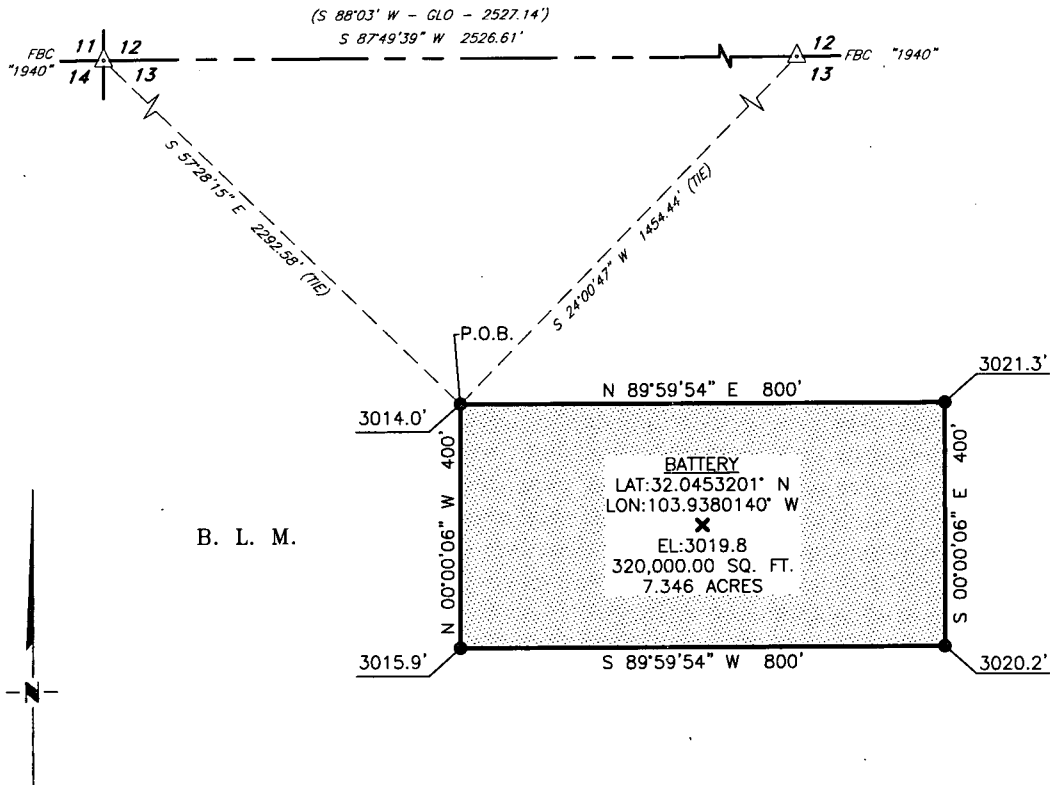 (S 88°03' W - GLO - 2527.14')
S 87°49'39" W 2526.61'
FBC
"1940"
11 12
14 13
12
13
FBC "1940"
S 57°28'15" E 2292.58' (TIE)
S 24°00'47" W 1454.44' (TIE)
P.O.B.
3014.0'
N 89°59'54" E 800'
3021.3'
N 00°00'06" W 400'
BATTERY
LAT:32.0453201° N
LON:103.9380140° W
EL:3019.8
320,000.00 SQ. FT.
7.346 ACRES
S 00°00'06" E 400'
B. L. M.
3015.9'
S 89°59'54" W 800'
3020.2'
N